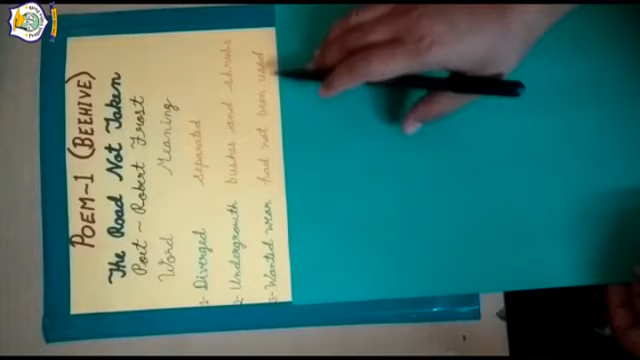 POEM~1 (BEEHIVE)
The Road Not Taken
Poet ~ Robert Frost
Word Meaning
1- Diverged separated
2- Undergrowth bushes and shrubs
3- Wanted wear had not been used